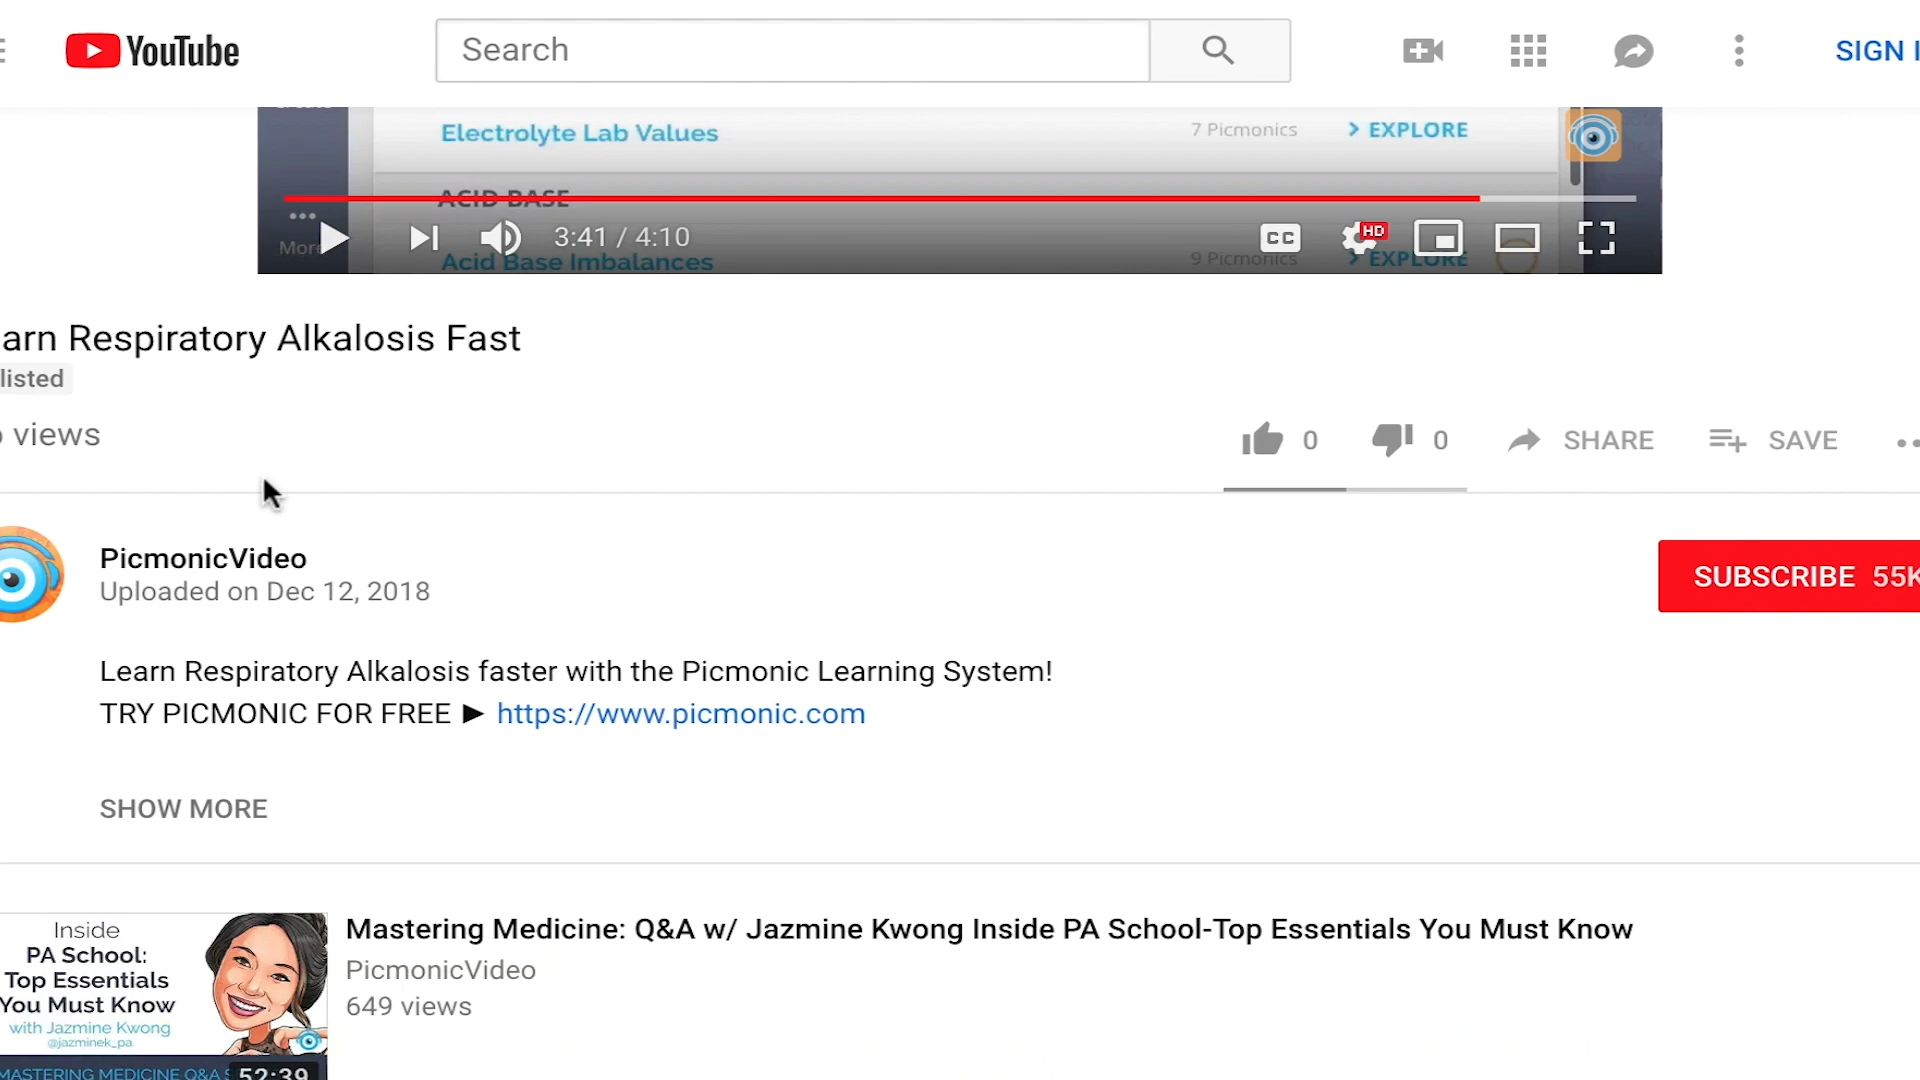 YouTube
Search
SIGN
Electrolyte Lab Values 7 Picmonics > EXPLORE
ACID BASE
More
3:41 / 4:10
CC HD
Acid Base Imbalances 9 Picmonics > EXPLORE
arn Respiratory Alkalosis Fast
listed
views
0 0 SHARE SAVE
PicmonicVideo
Uploaded on Dec 12, 2018
SUBSCRIBE 55K
Learn Respiratory Alkalosis faster with the Picmonic Learning System!
TRY PICMONIC FOR FREE ► https://www.picmonic.com
SHOW MORE
Inside
PA School:
Top Essentials
You Must Know
with Jazmine Kwong
@jazminek_pa
MASTERING MEDICINE Q&A
52:39
Mastering Medicine: Q&A w/ Jazmine Kwong Inside PA School-Top Essentials You Must Know
PicmonicVideo
649 views